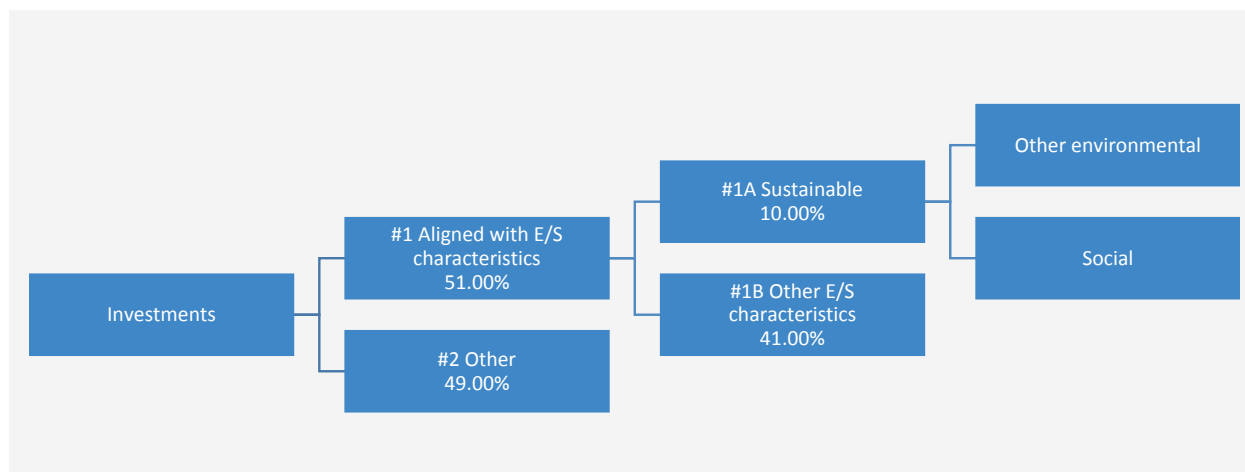 Investments
#1 Aligned with E/S
characteristics
51.00%
#2 Other
49.00%
#1A Sustainable
10.00%
#1B Other E/S
characteristics
41.00%
Other environmental
Social